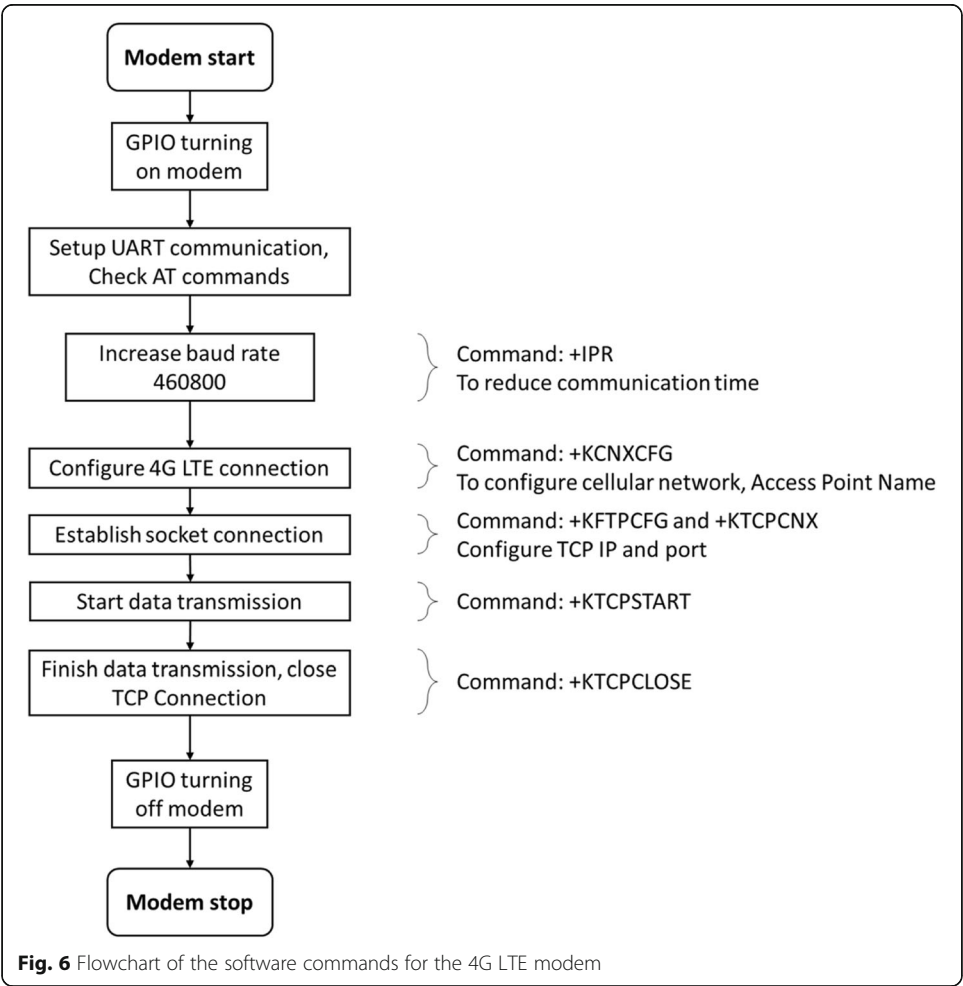 Modem start
GPIO turning
on modem
Setup UART communication,
Check AT commands
Increase baud rate
460800
Command: +IPR
To reduce communication time
Configure 4G LTE connection
Command: +KCNXCFG
To configure cellular network, Access Point Name
Establish socket connection
Command: +KFTPCFG and +KTCPCNX
Configure TCP IP and port
Start data transmission
Command: +KTCPSTART
Finish data transmission, close
TCP Connection
Command: +KTCPCLOSE
GPIO turning
off modem
Modem stop
Fig. 6 Flowchart of the software commands for the 4G LTE modem